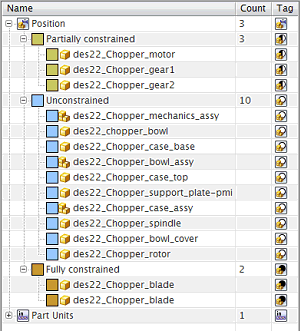 Name Count Tag
Position 3
Partially constrained 3
des22_Chopper_motor
des22_Chopper_gear1
des22_Chopper_gear2
Unconstrained 10
des22_Chopper_mechanics_assy
des22_chopper_bowl
des22_Chopper_case_base
des22_Chopper_bowl_assy
des22_Chopper_case_top
des22_Chopper_support_plate-pmi
des22_Chopper_case_assy
des22_Chopper_spindle
des22_Chopper_bowl_cover
des22_Chopper_rotor
Fully constrained 2
des22_Chopper_blade
des22_Chopper_blade
Part Units 1